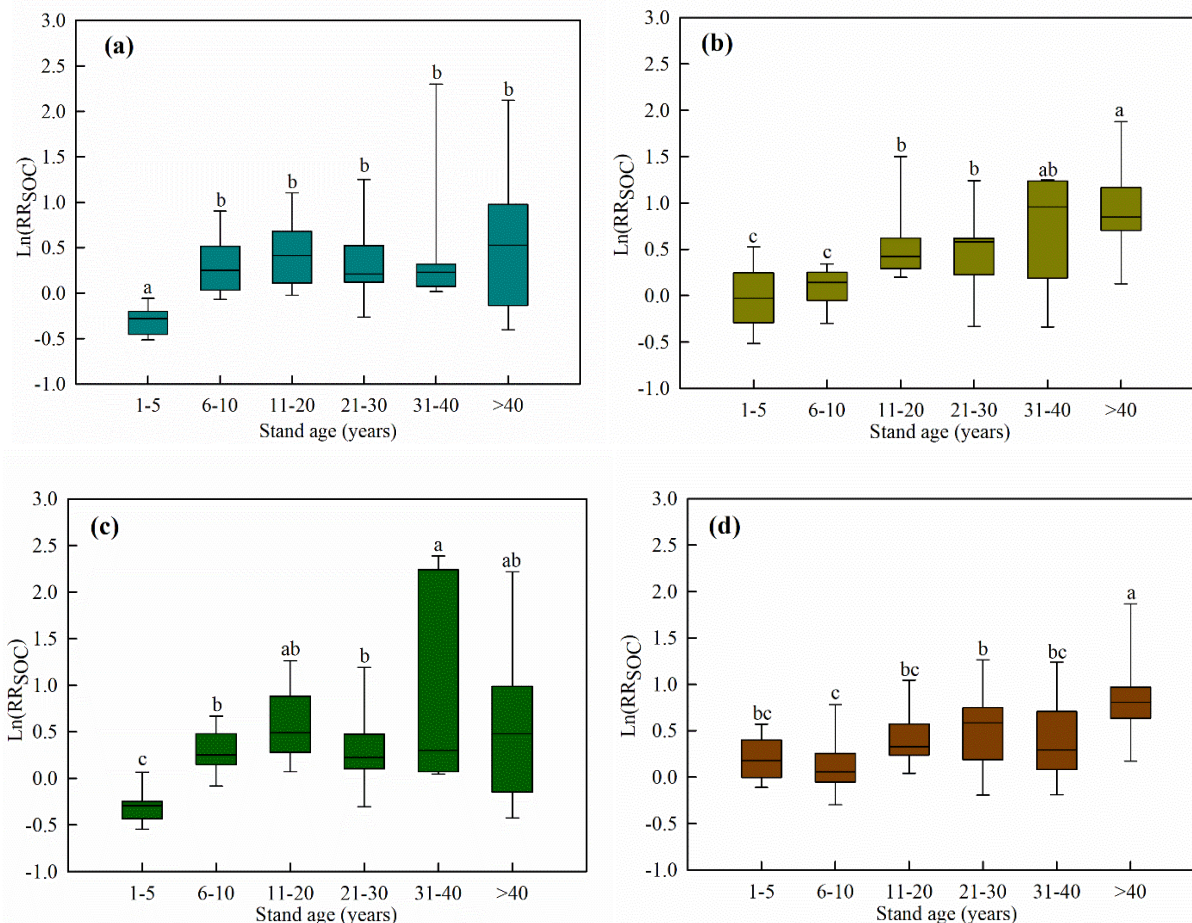 (a)
3.0
2.5
2.0
1.5
1.0
0.5
0.0
-0.5
-1.0
Ln(RRSOC)
a
b
b
b
b
b
1-5 6-10 11-20 21-30 31-40 >40
Stand age (years)
(b)
3.0
2.5
2.0
1.5
1.0
0.5
0.0
-0.5
-1.0
Ln(RRSOC)
c
c
b
b
ab
a
1-5 6-10 11-20 21-30 31-40 >40
Stand age (years)
(c)
3.0
2.5
2.0
1.5
1.0
0.5
0.0
-0.5
-1.0
Ln(RRSOC)
c
b
ab
b
a
ab
1-5 6-10 11-20 21-30 31-40 >40
Stand age (years)
(d)
3.0
2.5
2.0
1.5
1.0
0.5
0.0
-0.5
-1.0
Ln(RRSOC)
bc
c
bc
b
bc
a
1-5 6-10 11-20 21-30 31-40 >40
Stand age (years)